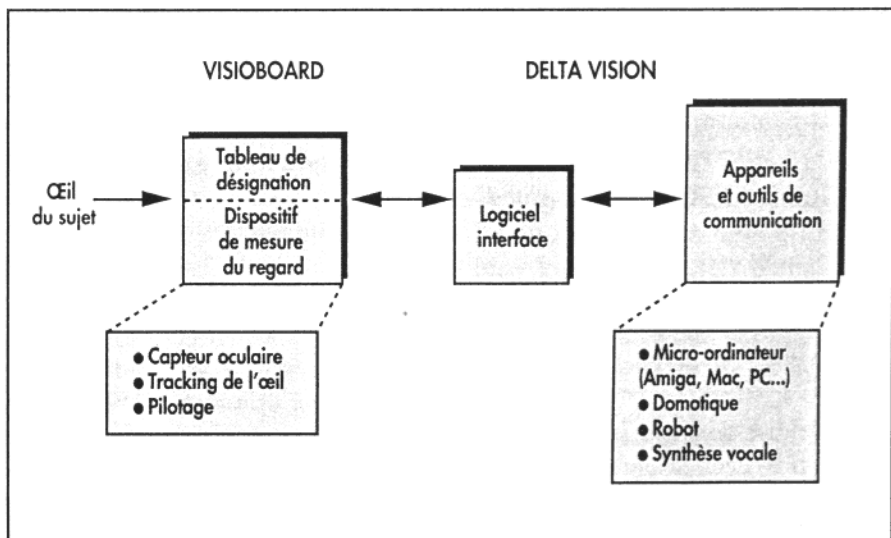 VISIOBOARD
DELTA VISION
Œil
du sujet
Tableau de
désignation
Dispositif
de mesure
du regard
Logiciel
interface
Appareils
et outils de
communication
● Capteur oculaire
● Tracking de l'œil
● Pilotage
● Micro-ordinateur
(Amiga, Mac, PC...)
● Domotique
● Robot
● Synthèse vocale